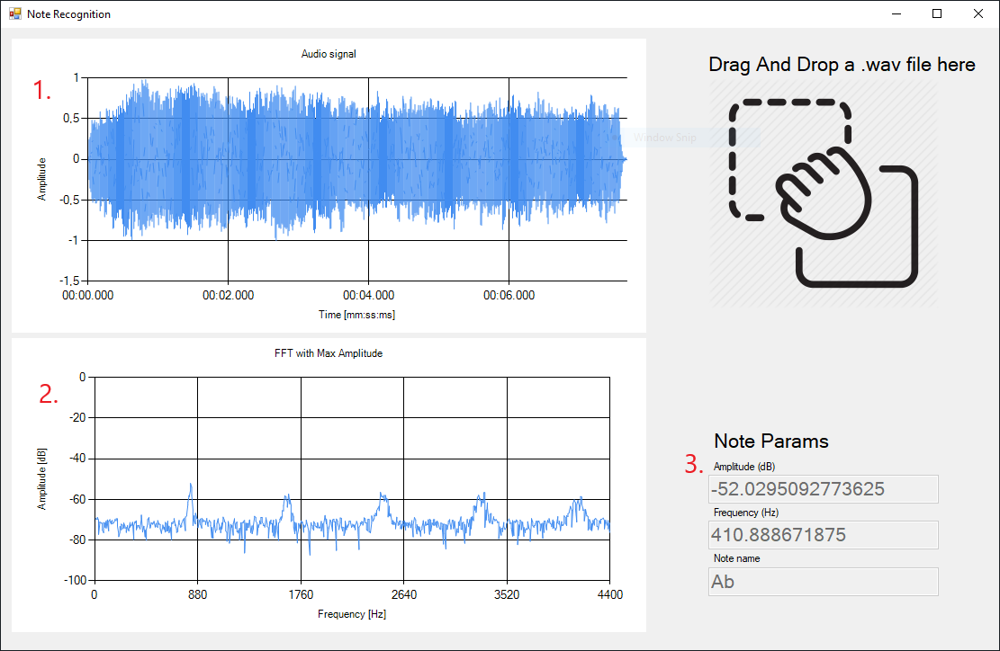 Note Recognition
Audio signal
1.
1
0,5
0
-0,5
-1
-1,5
Amplitude
00:00.000 00:02.000 00:04.000 00:06.000
Time [mm:ss:ms]
FFT with Max Amplitude
2.
0
-20
-40
-60
-80
-100
Amplitude [dB]
0 880 1760 2640 3520 4400
Frequency [Hz]
Drag And Drop a .wav file here
Window Snip
Note Params
3.
Amplitude (dB)
-52.0295092773625
Frequency (Hz)
410.888671875
Note name
Ab